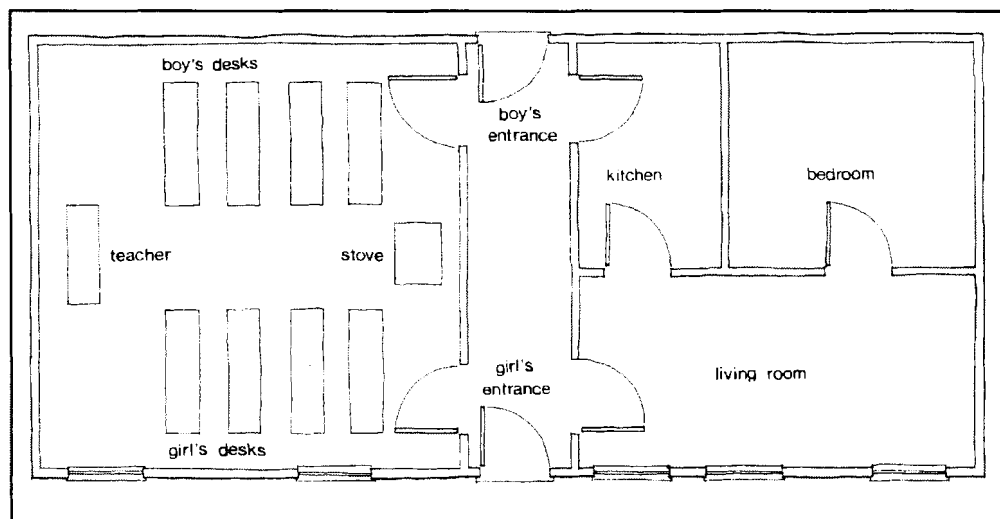 boy's desks
boy's
entrance
kitchen
bedroom
teacher
stove
girl's
entrance
living room
girl's desks